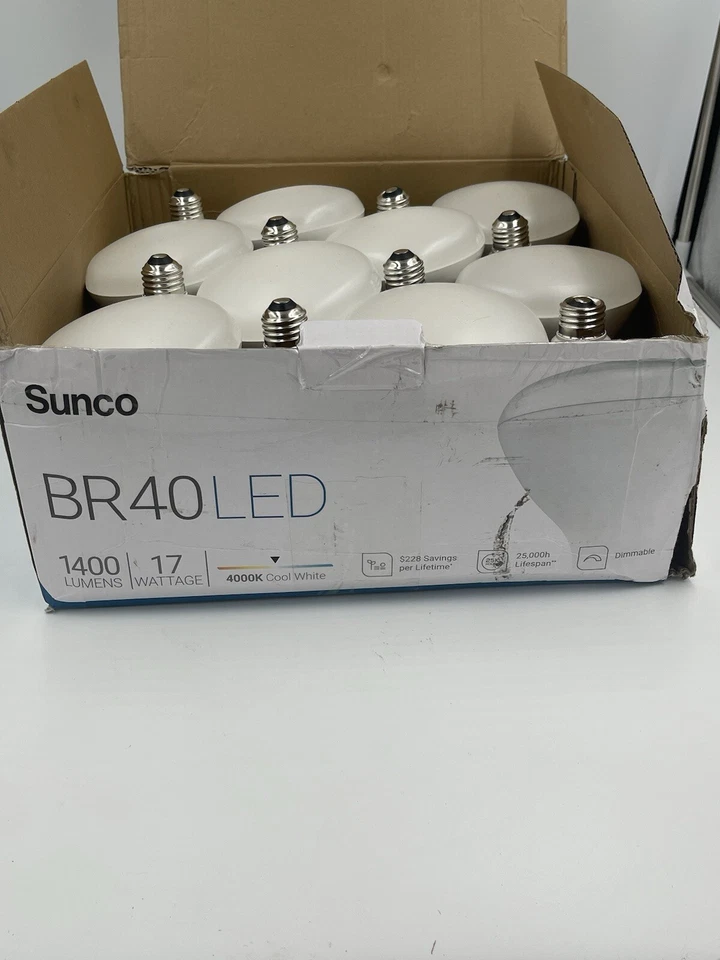 Sunco
BR40LED
1400 LUMENS
17 WATTAGE
4000K Cool White
$228 Savings
per Lifetime*
25,000h
Lifespan**
Dimmable